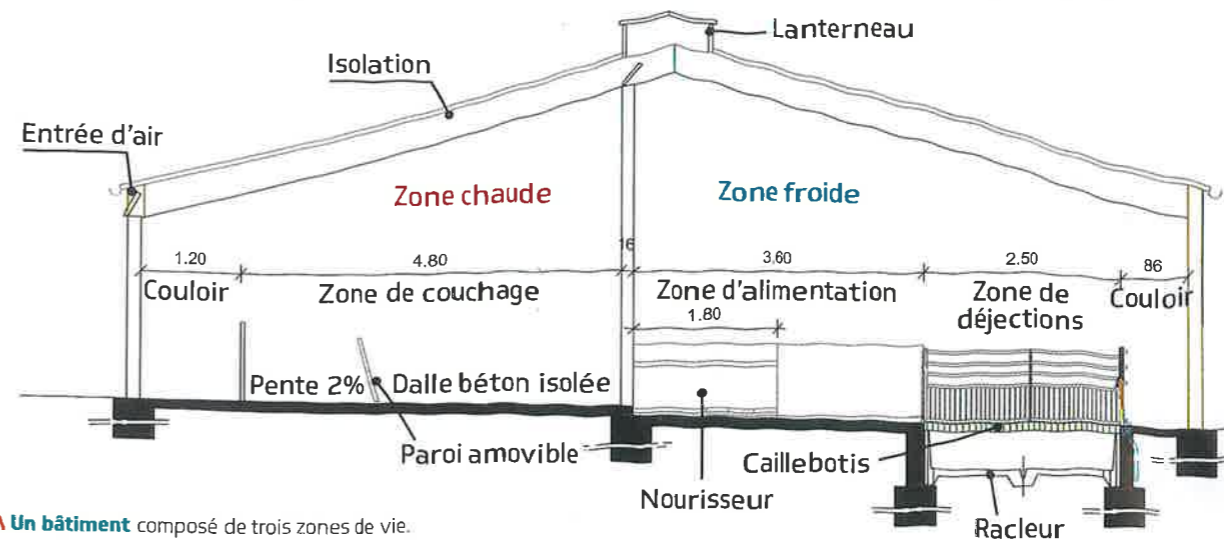 Lanterneau
Isolation
Entrée d'air
Zone chaude
Zone froide
1.20
4.80
16
3.60
2.50
86
Couloir
Zone de couchage
Zone d'alimentation
Zone de
déjections
Couloir
1.80
Pente 2%
Dalle béton isolée
Paroi amovible
Caillebotis
Nourisseur
Racleur
Un bâtiment composé de trois zones de vie.